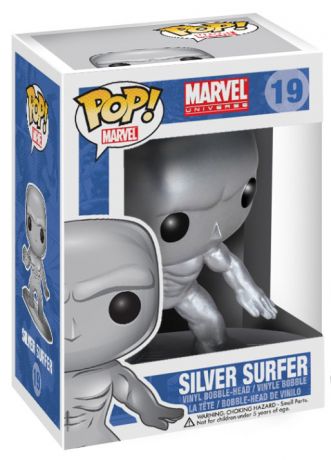 POP!
MARVEL
MARVEL
UNIVERSE
19
POP!
MARVEL
SILVER SURFER
19
SILVER SURFER
VINYL BOBBLE-HEAD / VINYLE BOBBLE
LA TÊTE / BOBBLE-HEAD DE VINILO
WARNING: CHOKING HAZARD - Small Parts.
Not for children under 5 years of age.